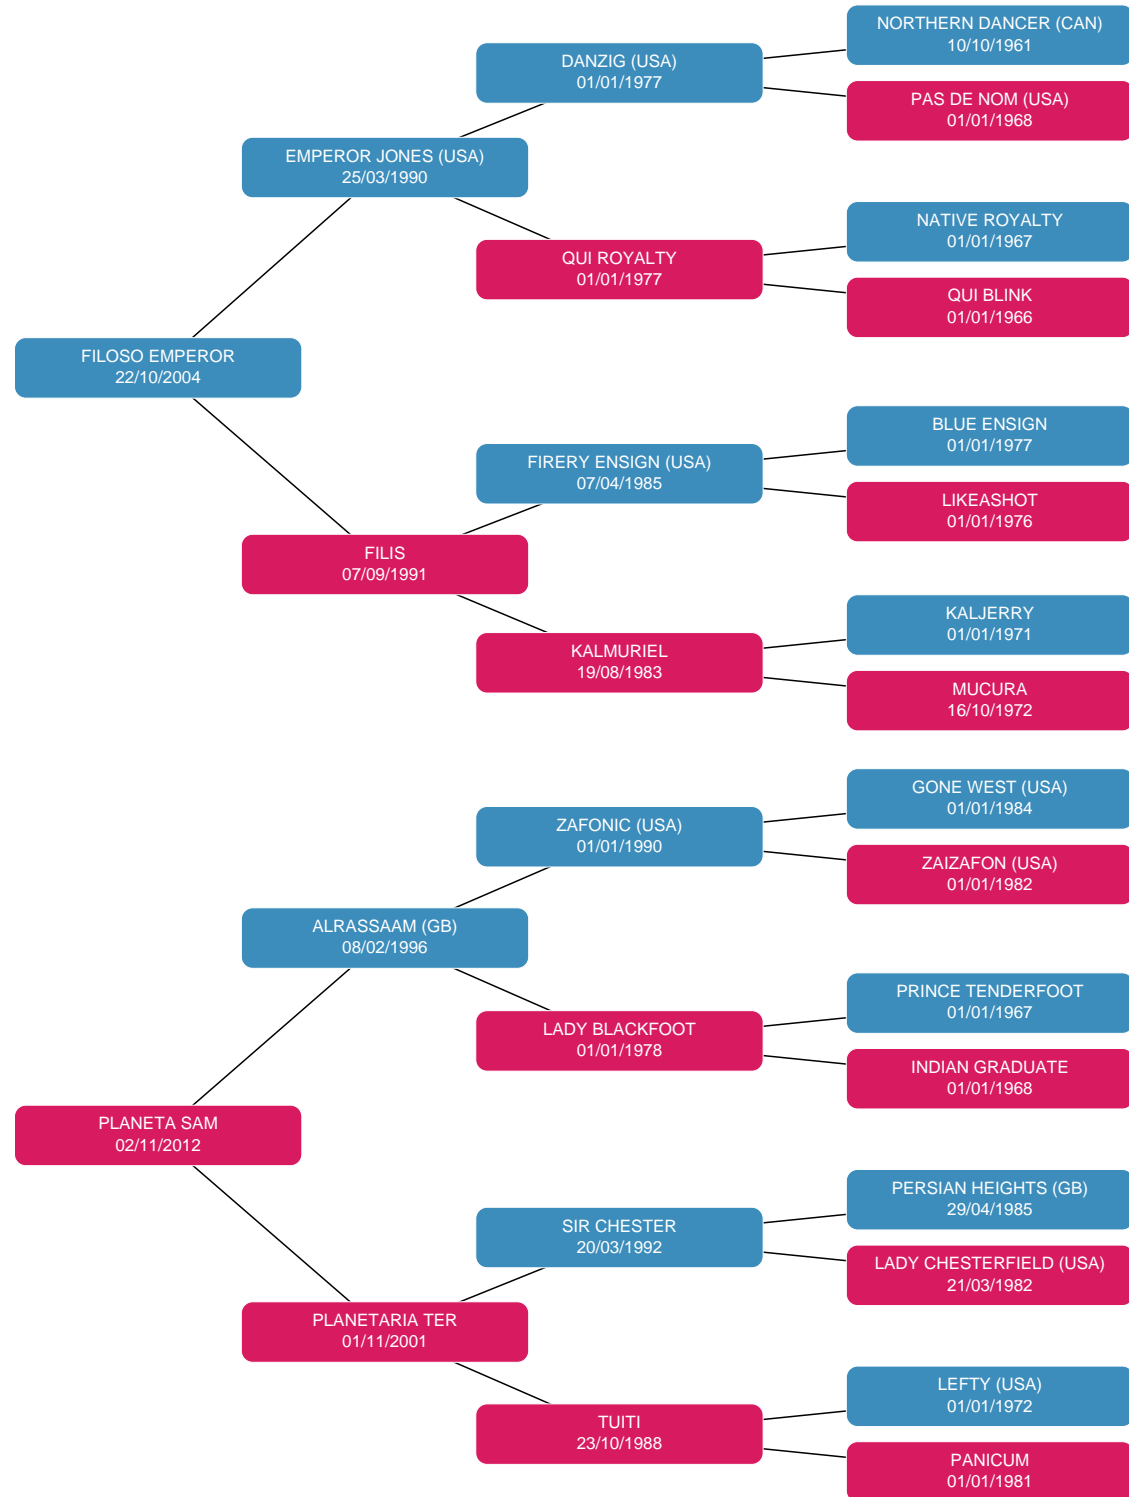 NORTHERN DANCER (CAN)
10/10/1961
DANZIG (USA)
01/01/1977
PAS DE NOM (USA)
01/01/1968
EMPEROR JONES (USA)
25/03/1990
NATIVE ROYALTY
01/01/1967
QUI ROYALTY
01/01/1977
QUI BLINK
01/01/1966
FILOSO EMPEROR
22/10/2004
BLUE ENSIGN
01/01/1977
FIRERY ENSIGN (USA)
07/04/1985
LIKEASHOT
01/01/1976
FILIS
07/09/1991
KALJERRY
01/01/1971
KALMURIEL
19/08/1983
MUCURA
16/10/1972
GONE WEST (USA)
01/01/1984
ZAFONIC (USA)
01/01/1990
ZAIZAFON (USA)
01/01/1982
ALRASSAAM (GB)
08/02/1996
PRINCE TENDERFOOT
01/01/1967
LADY BLACKFOOT
01/01/1978
INDIAN GRADUATE
01/01/1968
PLANETA SAM
02/11/2012
PERSIAN HEIGHTS (GB)
29/04/1985
SIR CHESTER
20/03/1992
LADY CHESTERFIELD (USA)
21/03/1982
PLANETARIA TER
01/11/2001
LEFTY (USA)
01/01/1972
TUITI
23/10/1988
PANICUM
01/01/1981